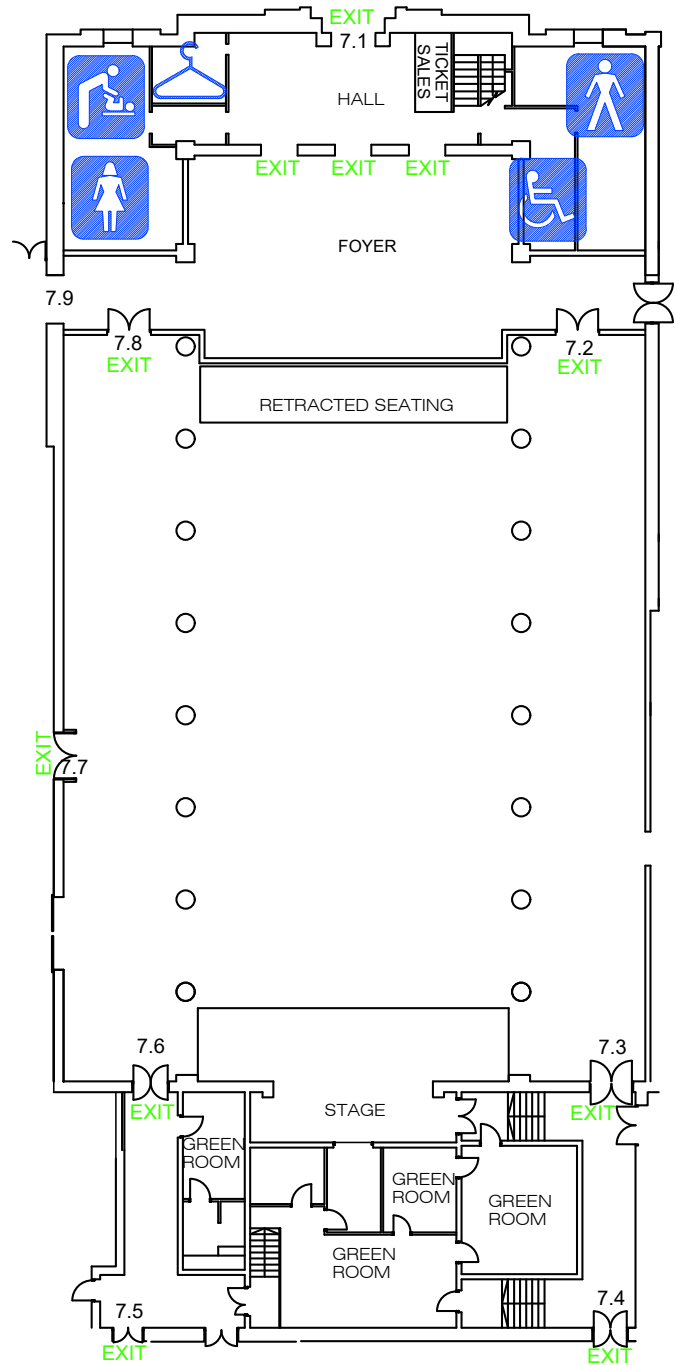 EXIT
7.1
TICKET
SALES
HALL
EXIT
EXIT
EXIT
FOYER
7.9
7.8
EXIT
7.2
EXIT
RETRACTED SEATING
EXIT
7.7
7.6
EXIT
7.3
EXIT
STAGE
GREEN
ROOM
GREEN
ROOM
GREEN
ROOM
GREEN
ROOM
7.5
EXIT
7.4
EXIT